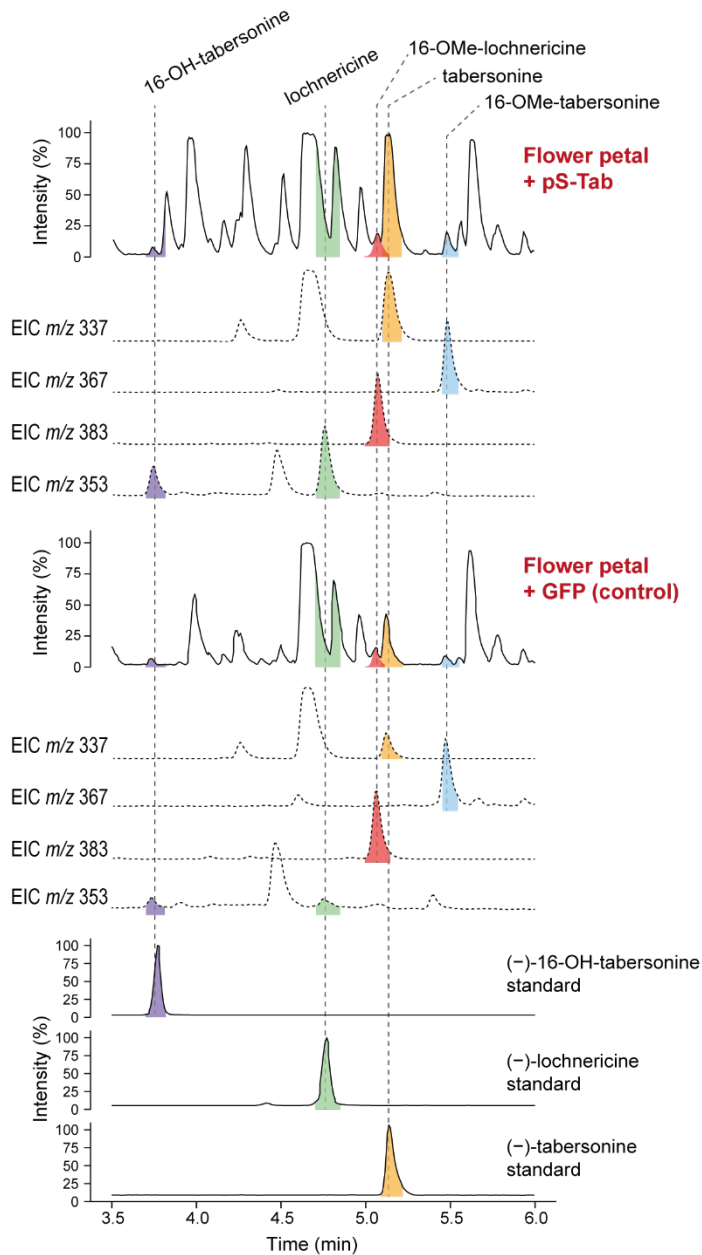 16-OH-tabersonine
lochnericine
16-OMe-lochnericine
tabersonine
16-OMe-tabersonine
Intensity (%)
100
75
50
25
0
Flower petal
+ pS-Tab
EIC m/z 337
EIC m/z 367
EIC m/z 383
EIC m/z 353
Intensity (%)
100
75
50
25
0
Flower petal
+ GFP (control)
EIC m/z 337
EIC m/z 367
EIC m/z 383
EIC m/z 353
Intensity (%)
100
75
50
25
0
(−)-16-OH-tabersonine
standard
100
75
50
25
0
(−)-lochnericine
standard
100
75
50
25
0
(−)-tabersonine
standard
3.5 4.0 4.5 5.0 5.5 6.0
Time (min)